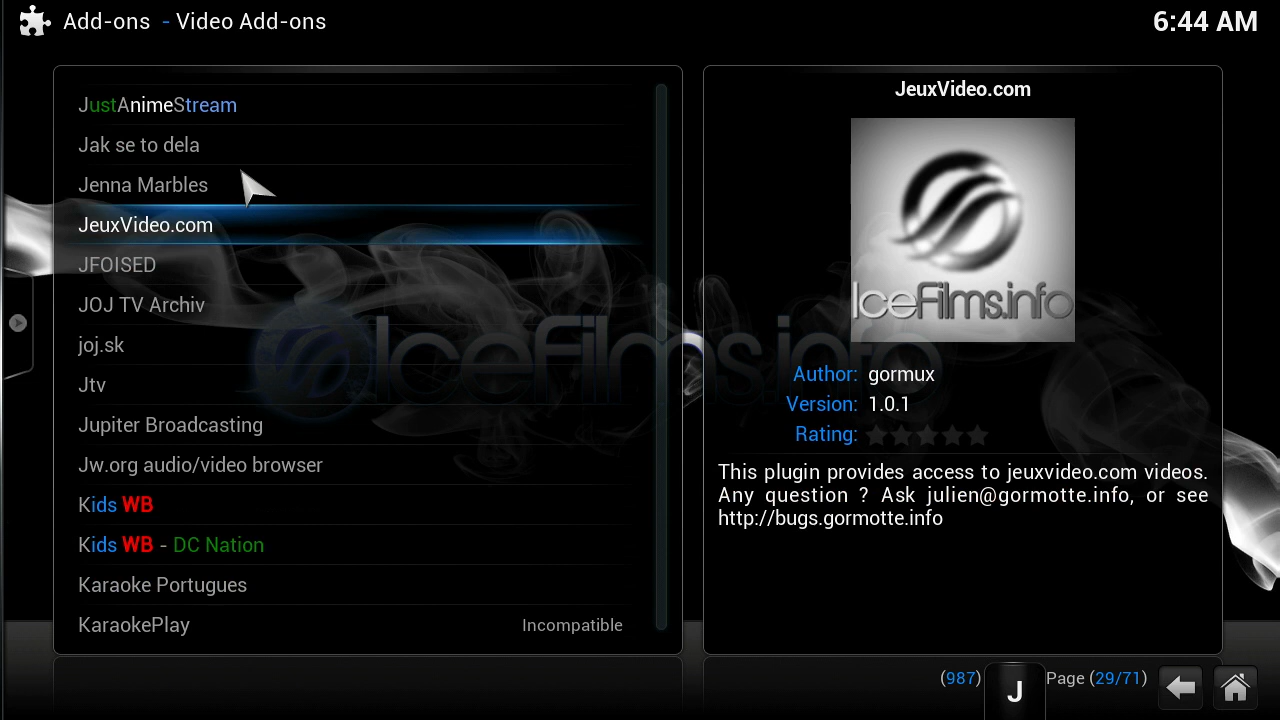 Add-ons - Video Add-ons
6:44 AM
JustAnimeStream
Jak se to dela
Jenna Marbles
JeuxVideo.com
JFOISED
JOJ TV Archiv
joj.sk
Jtv
Jupiter Broadcasting
Jw.org audio/video browser
Kids WB
Kids WB - DC Nation
Karaoke Portugues
KaraokePlay Incompatible
IceFilms.info
JeuxVideo.com
IceFilms.info
Author: gormux
Version: 1.0.1
Rating:
This plugin provides access to jeuxvideo.com videos.
Any question ? Ask julien@gormotte.info, or see
http://bugs.gormotte.info
(987) J Page (29/71)